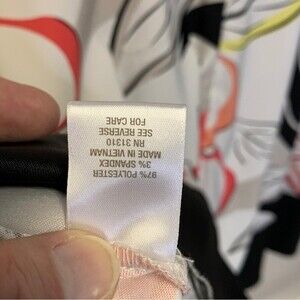 97% POLYESTER
3% SPANDEX
MADE IN VIETNAM
RN 31310
SEE REVERSE
FOR CARE